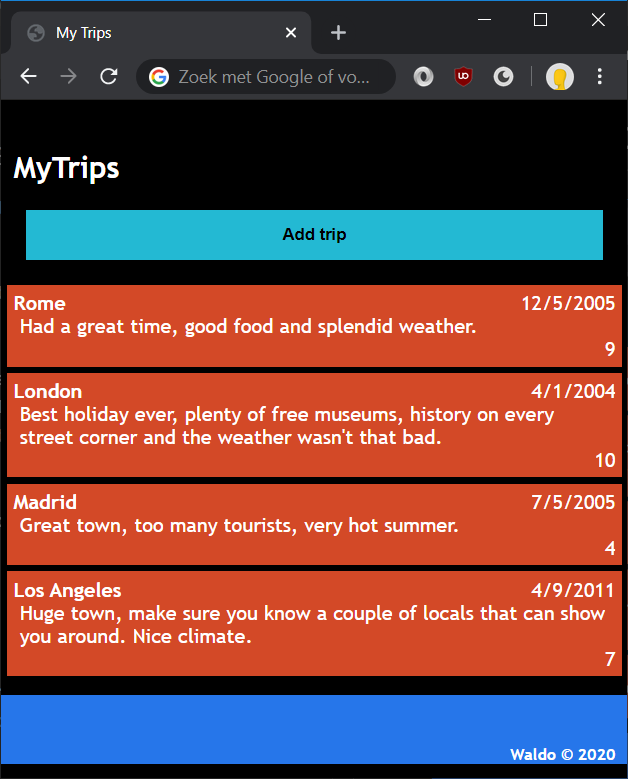 My Trips
Zoek met Google of vo...
MyTrips
Add trip
Rome 12/5/2005
Had a great time, good food and splendid weather.
9
London 4/1/2004
Best holiday ever, plenty of free museums, history on every
street corner and the weather wasn't that bad.
10
Madrid 7/5/2005
Great town, too many tourists, very hot summer.
4
Los Angeles 4/9/2011
Huge town, make sure you know a couple of locals that can show
you around. Nice climate.
7
Waldo © 2020